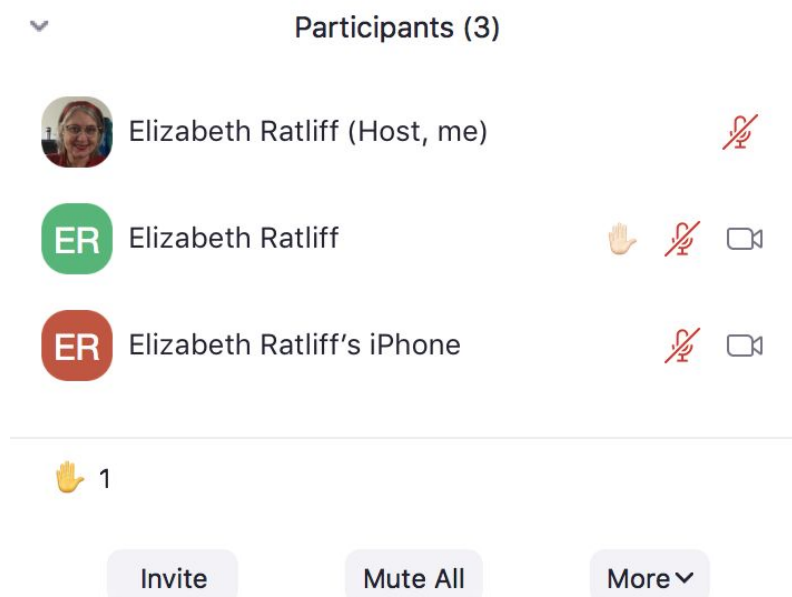 Participants (3)
Elizabeth Ratliff (Host, me)
ER Elizabeth Ratliff
ER Elizabeth Ratliff’s iPhone
1
Invite Mute All More